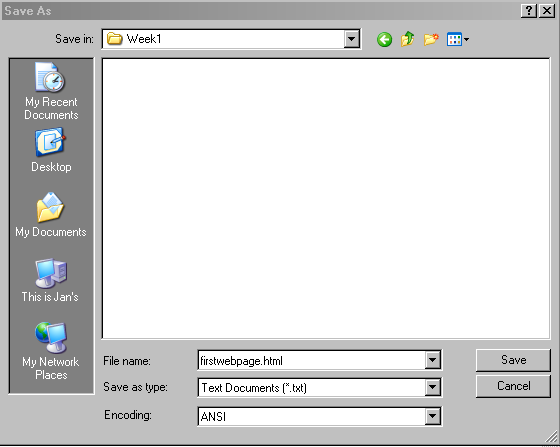 Save As
Save in:
Week1
My Recent
Documents
Desktop
My Documents
This is Jan's
My Network
Places
File name:
firstwebpage.html
Save
Save as type:
Text Documents (*.txt)
Cancel
Encoding:
ANSI